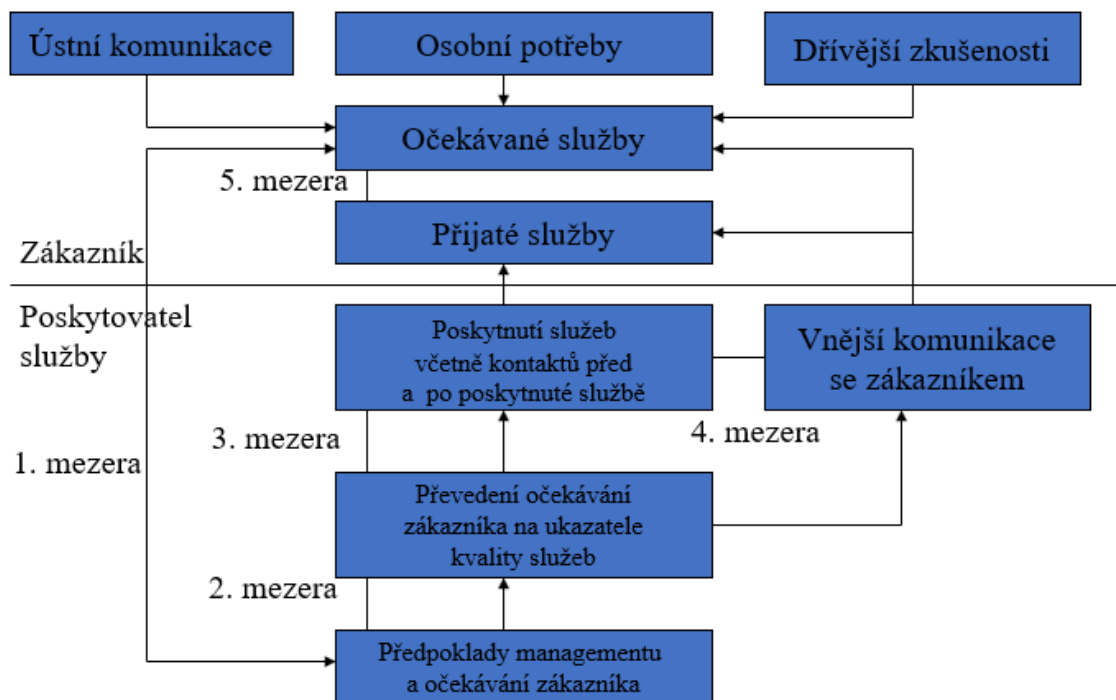 Ústní komunikace
Osobní potřeby
Dřívější zkušenosti
Očekávané služby
5. mezera
Přijaté služby
Zákazník
Poskytovatel
služby
Poskytnutí služeb
včetně kontaktů před
a po poskytnuté službě
Vnější komunikace
se zákazníkem
3. mezera
4. mezera
1. mezera
Převedení očekávání
zákazníka na ukazatele
kvality služeb
2. mezera
Předpoklady managementu
a očekávání zákazníka